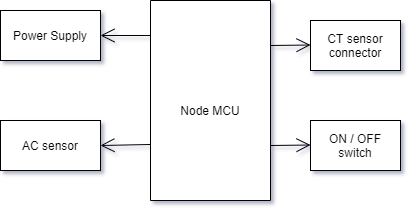 Power Supply
CT sensor
connector
Node MCU
AC sensor
ON / OFF
switch